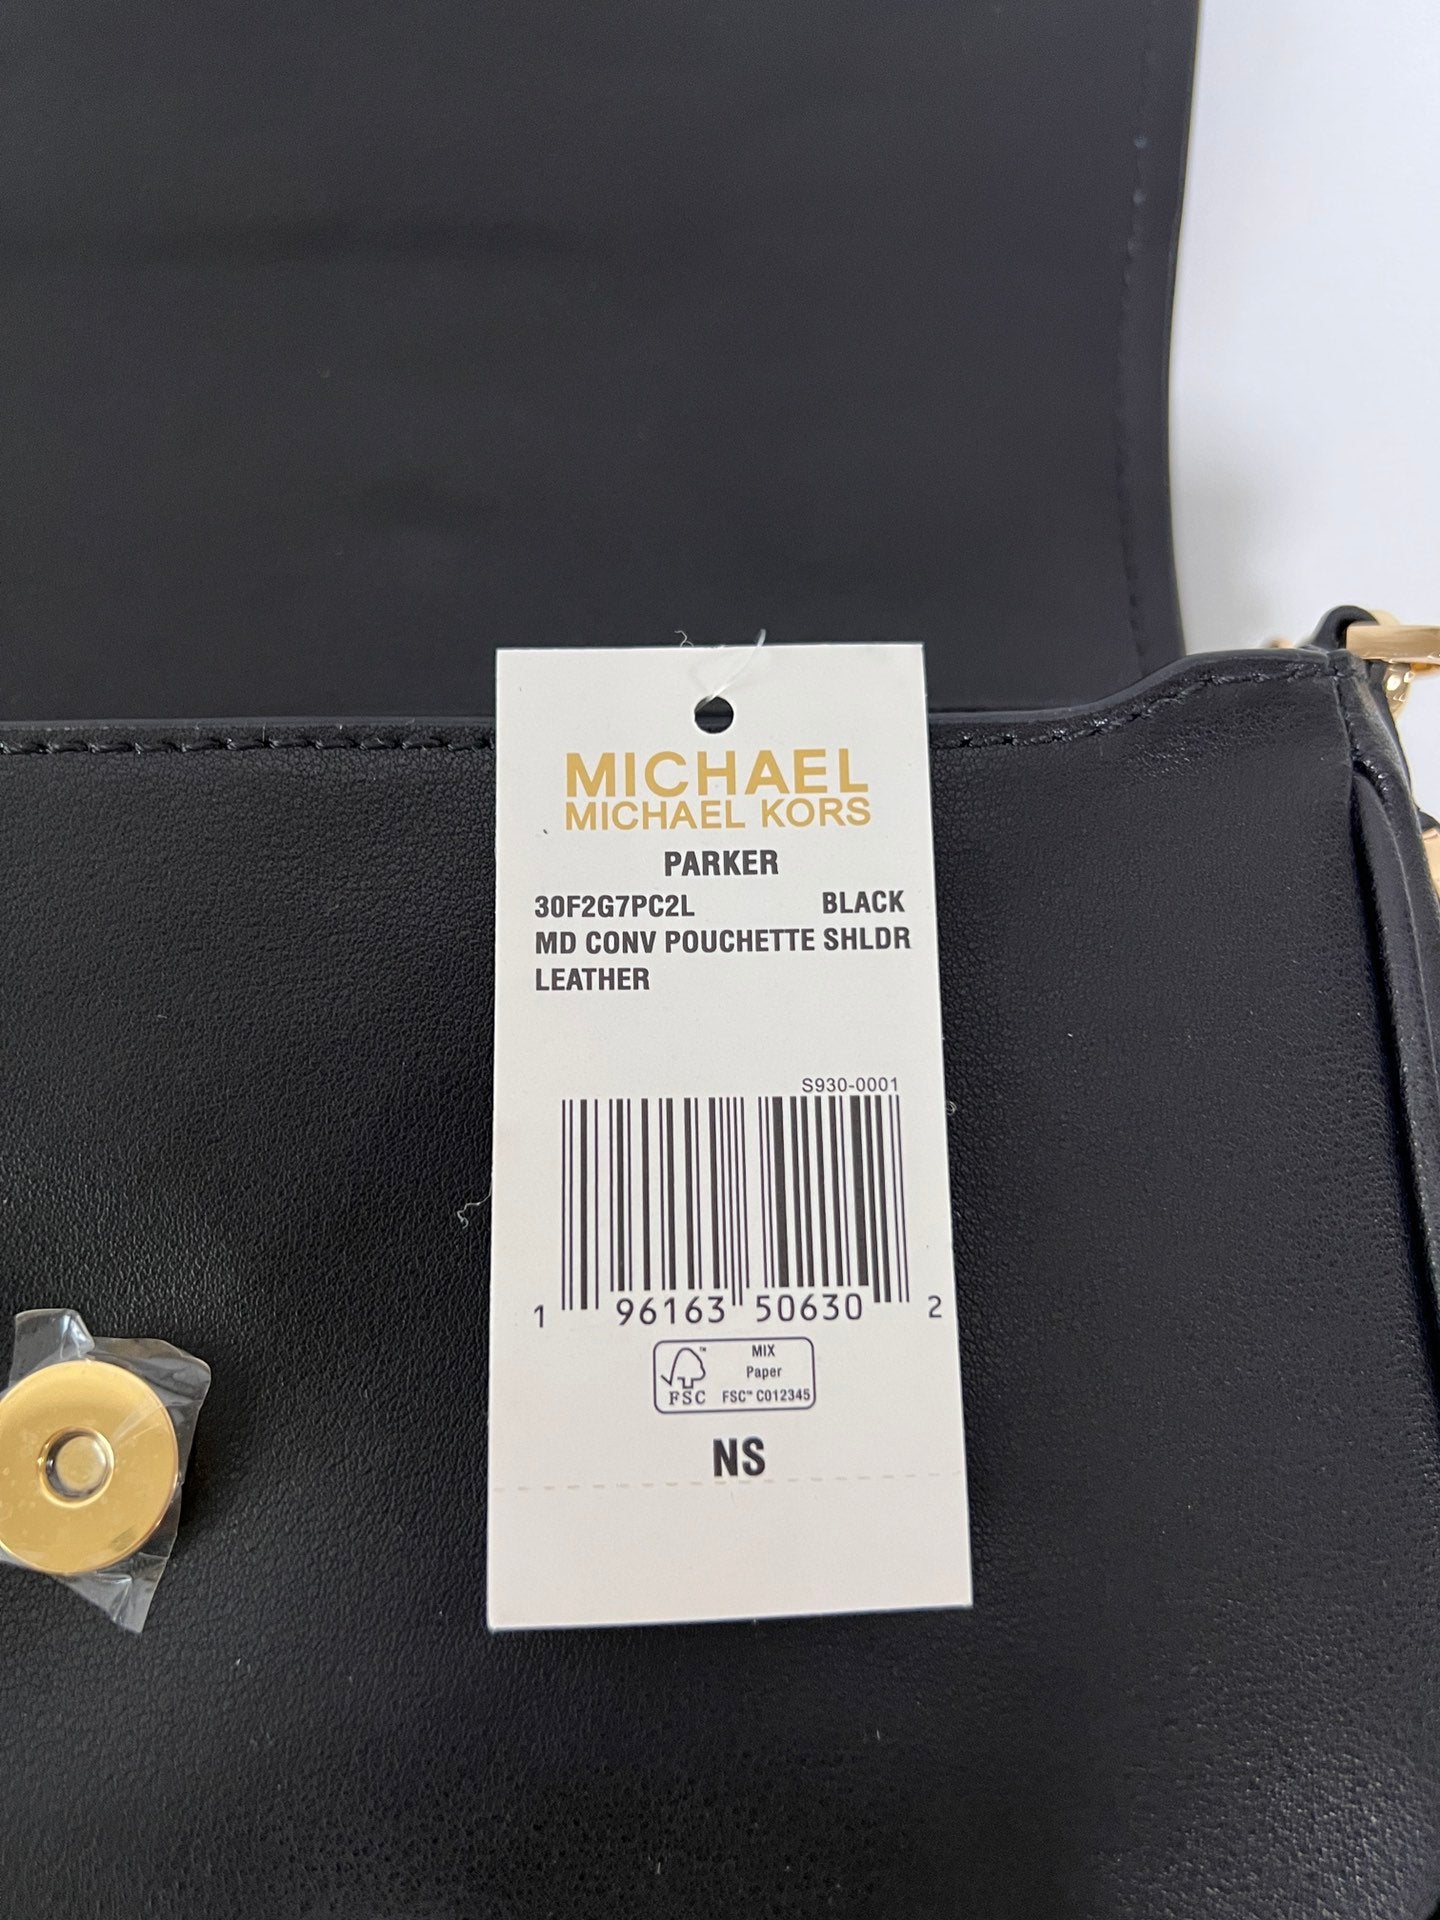 MICHAEL
MICHAEL KORS
PARKER
30F2G7PC2L BLACK
MD CONV POUCHETTE SHLDR
LEATHER
S930-0001
1 96163 50630 2
FSC™ MIX
Paper
FSC™ C012345
NS